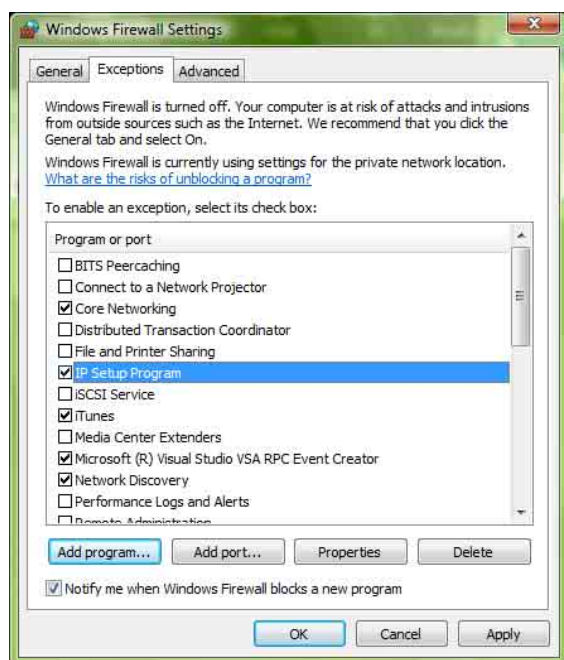 Windows Firewall Settings
General
Exceptions
Advanced
Windows Firewall is turned off. Your computer is at risk of attacks and intrusions
from outside sources such as the Internet. We recommend that you click the
General tab and select On.
Windows Firewall is currently using settings for the private network location.
What are the risks of unblocking a program?
To enable an exception, select its check box:
Program or port
BITS Peercaching
Connect to a Network Projector
Core Networking
Distributed Transaction Coordinator
File and Printer Sharing
IP Setup Program
iSCSI Service
iTunes
Media Center Extenders
Microsoft (R) Visual Studio VSA RPC Event Creator
Network Discovery
Performance Logs and Alerts
Remote Administration
Add program...
Add port...
Properties
Delete
Notify me when Windows Firewall blocks a new program
OK
Cancel
Apply